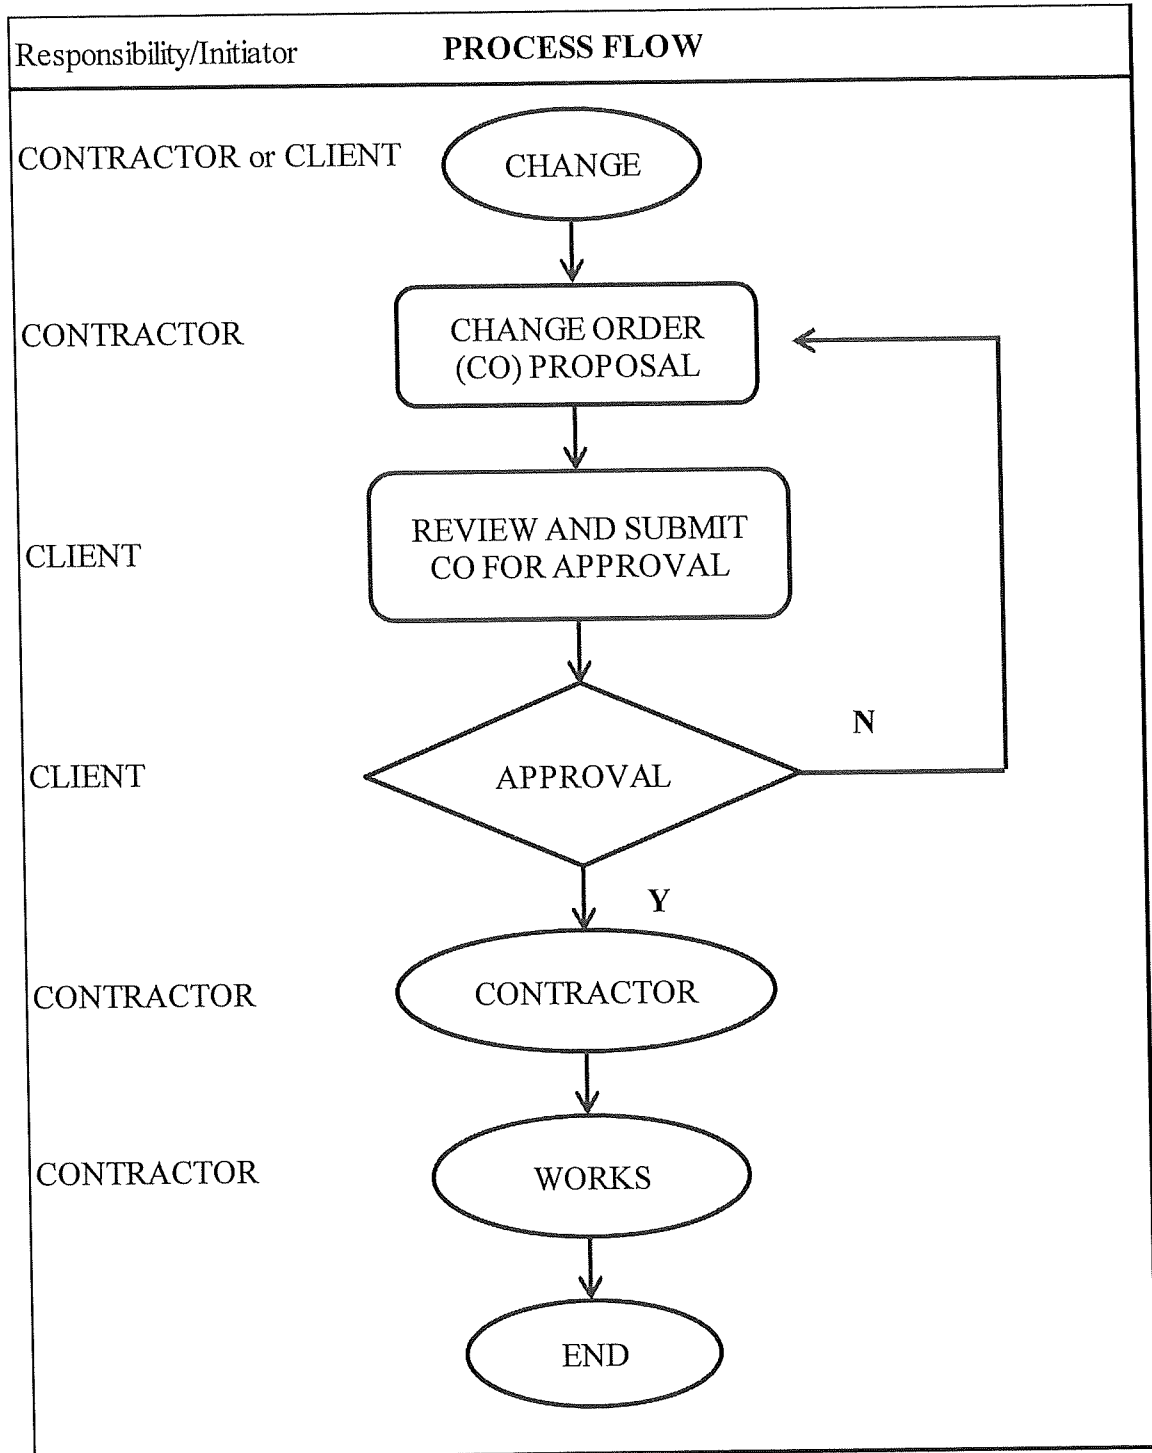 Responsibility/Initiator PROCESS FLOW
CONTRACTOR or CLIENT CHANGE
CONTRACTOR
CHANGE ORDER
(CO) PROPOSAL
CLIENT
REVIEW AND SUBMIT
CO FOR APPROVAL
N
CLIENT APPROVAL
Y
CONTRACTOR CONTRACTOR
CONTRACTOR WORKS
END